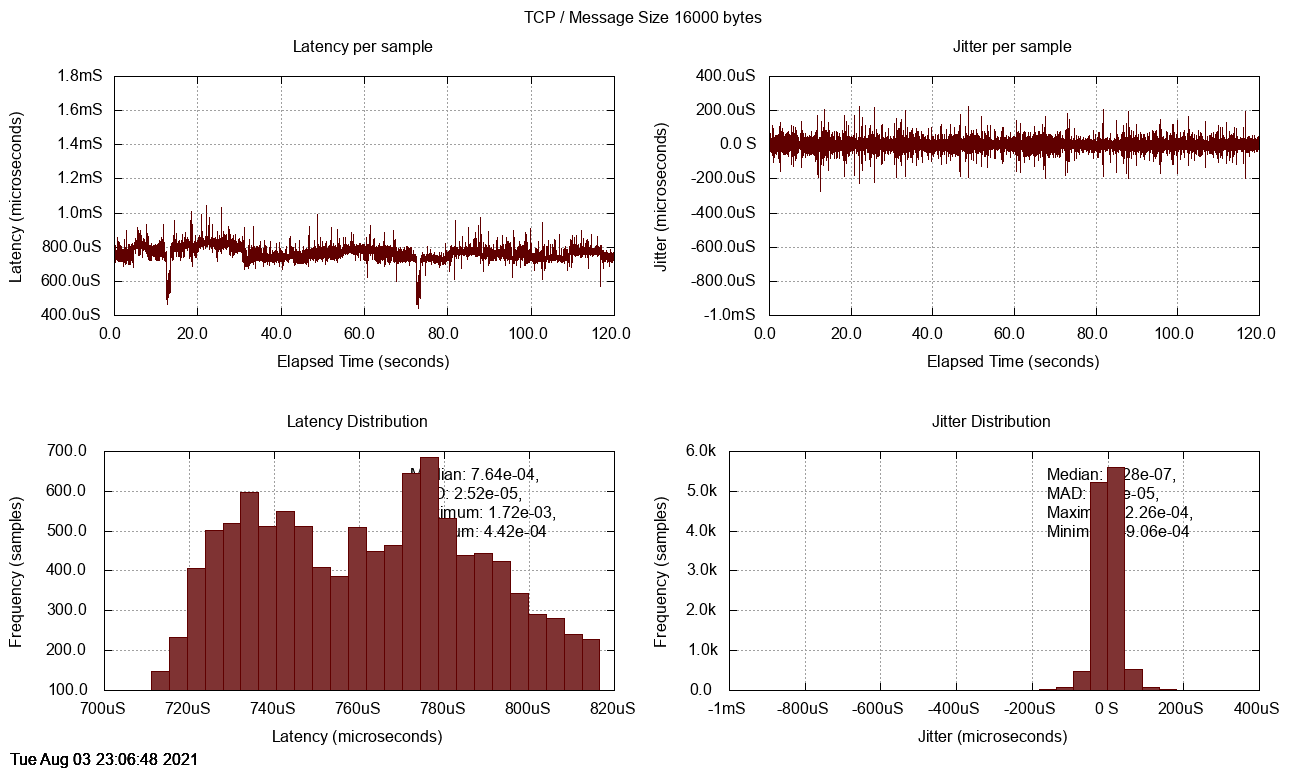 TCP / Message Size 16000 bytes
Latency per sample
Latency (microseconds)
1.8mS
1.6mS
1.4mS
1.2mS
1.0mS
800.0uS
600.0uS
400.0uS
0.0 20.0 40.0 60.0 80.0 100.0 120.0
Elapsed Time (seconds)
Jitter per sample
Jitter (microseconds)
400.0uS
200.0uS
0.0 S
-200.0uS
-400.0uS
-600.0uS
-800.0uS
-1.0mS
0.0 20.0 40.0 60.0 80.0 100.0 120.0
Elapsed Time (seconds)
Latency Distribution
Frequency (samples)
700.0
600.0
500.0
400.0
300.0
200.0
100.0
7.64e-04,
2.52e-05,
1.72e-03,
4.42e-04
700uS 720uS 740uS 760uS 780uS 800uS 820uS
Latency (microseconds)
Jitter Distribution
Frequency (samples)
6.0k
5.0k
4.0k
3.0k
2.0k
1.0k
0.0
Median:
MAD:
-1mS -800uS -600uS -400uS -200uS 0 S 200uS 400uS
Jitter (microseconds)
Tue Aug 03 23:06:48 2021